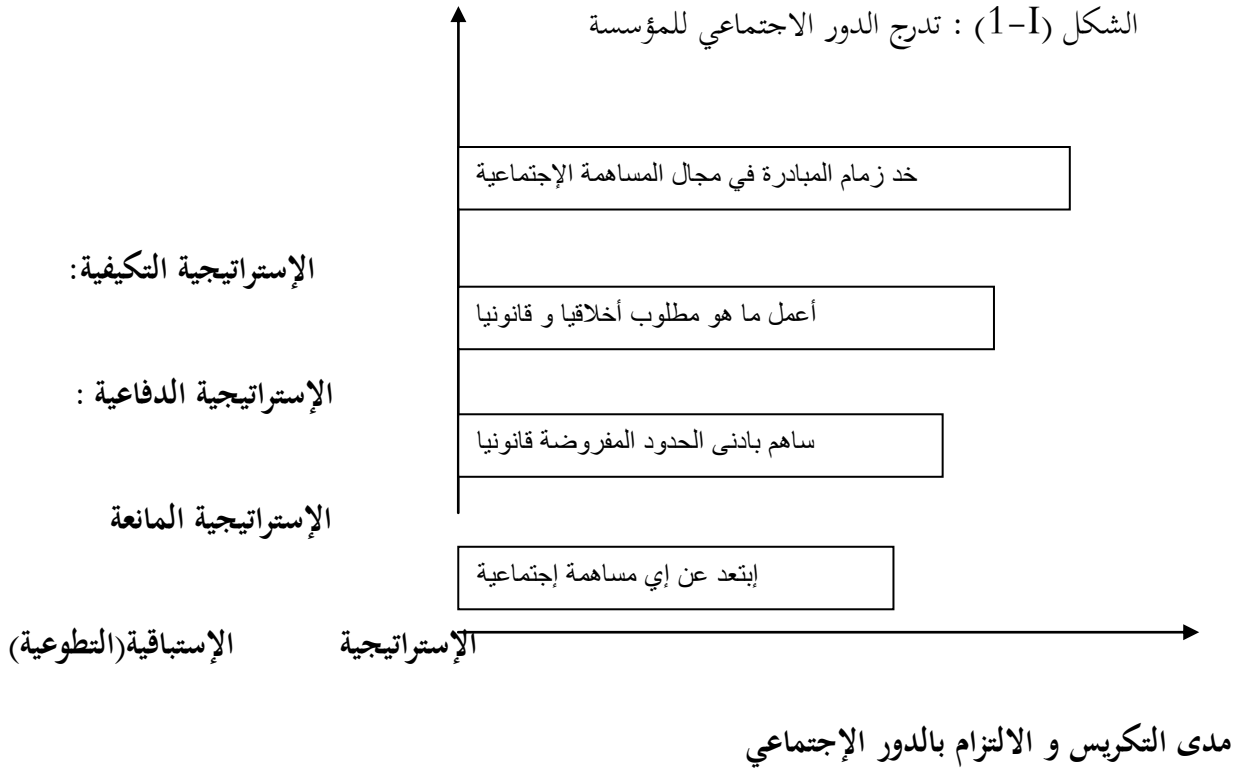 الشكل (I-1) : تدرج الدور الاجتماعي للمؤسسة
خد زمام المبادرة في مجال المساهمة الإجتماعية
الإستراتيجية التكيفية:
أعمل ما هو مطلوب أخلاقيا و قانونيا
الإستراتيجية الدفاعية :
ساهم بادنى الحدود المفروضة قانونيا
الإستراتيجية المانعة
إبتعد عن إي مساهمة إجتماعية
الإستراتيجية الإستباقية(التطوعية)
مدى التكريس و الالتزام بالدور الإجتماعي